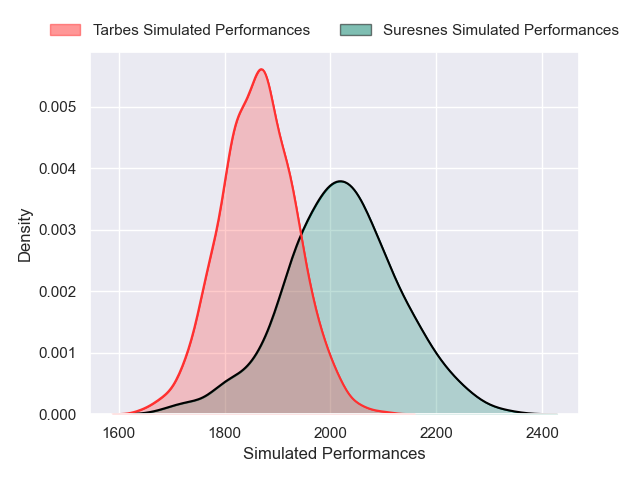 Tarbes Simulated Performances
Suresnes Simulated Performances
Density
0.005
0.004
0.003
0.002
0.001
0.000
1600 1800 2000 2200 2400
Simulated Performances